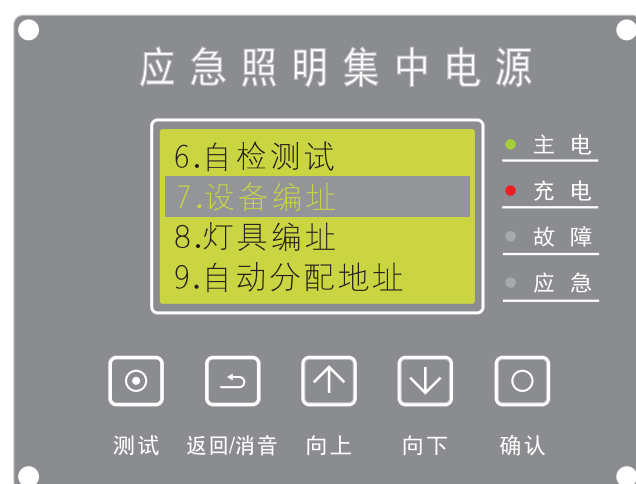 应急照明集中电源
6.自检测试
7.设备编址
8.灯具编址
9.自动分配地址
主电
充电
故障
应急
测试 返回/消音 向上 向下 确认